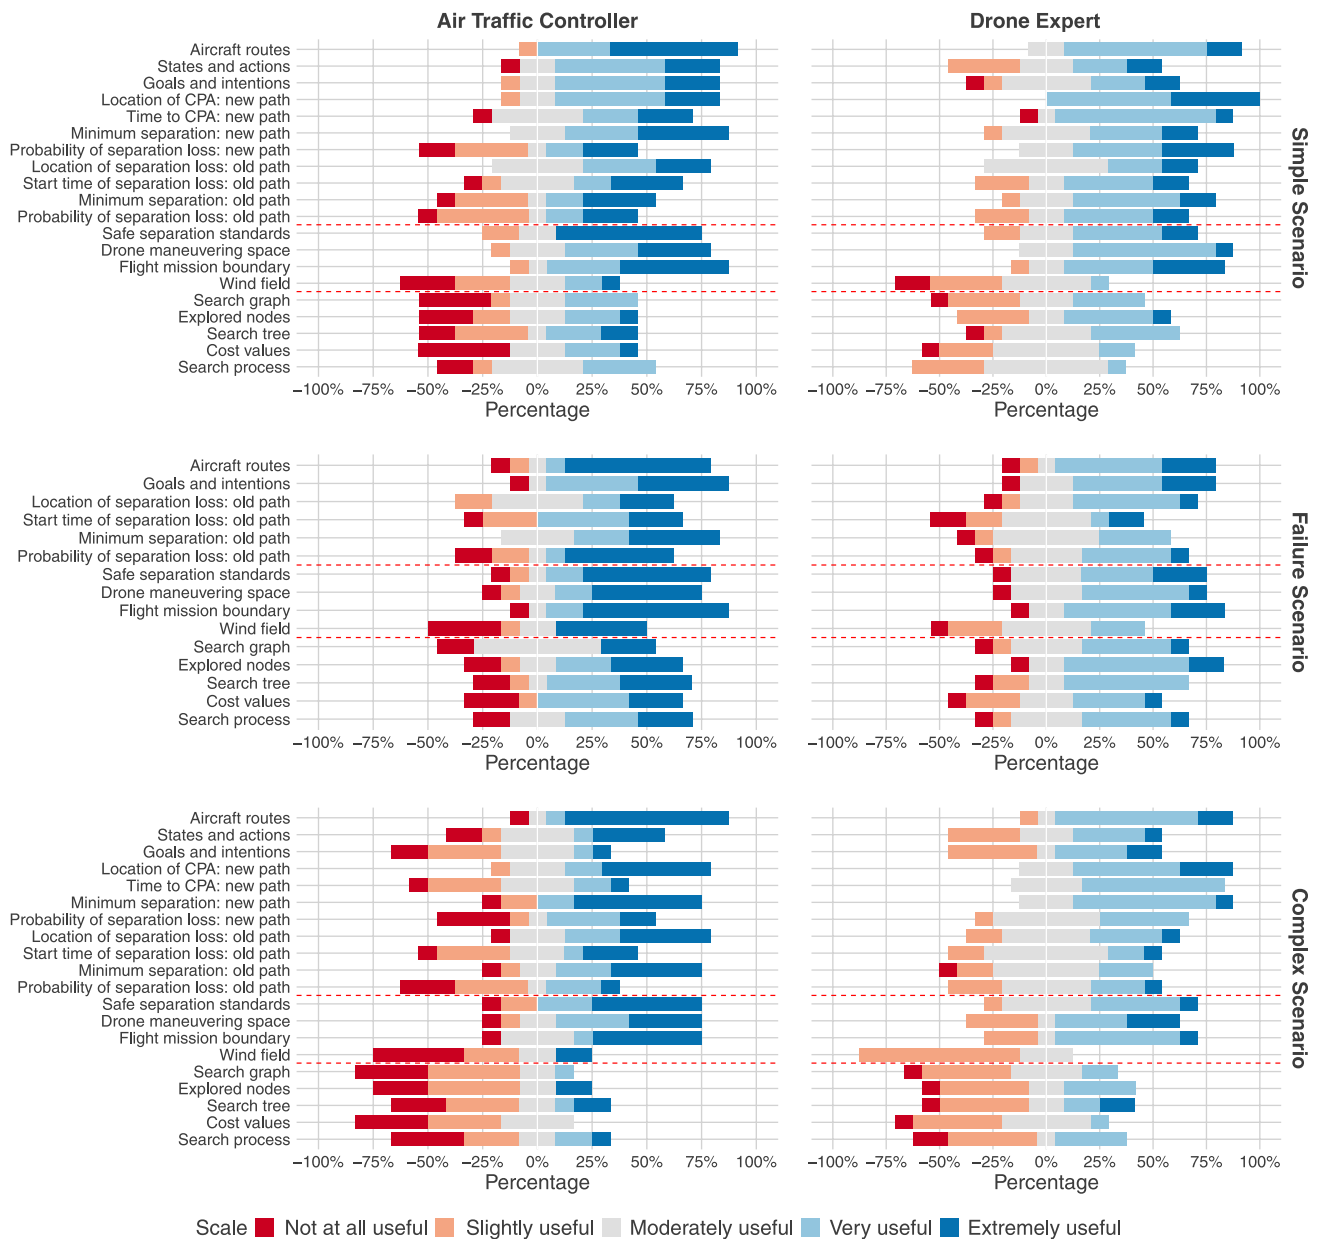 Air Traffic Controller
Drone Expert
Aircraft routes
States and actions
Goals and intentions
Location of CPA: new path
Time to CPA: new path
Minimum separation: new path
Probability of separation loss: new path
Location of separation loss: old path
Start time of separation loss: old path
Minimum separation: old path
Probability of separation loss: old path
Safe separation standards
Drone maneuvering space
Flight mission boundary
Wind field
Search graph
Explored nodes
Search tree
Cost values
Search process
Simple Scenario
−100% −75% −50% −25% 0% 25% 50% 75% 100%
−100% −75% −50% −25% 0% 25% 50% 75% 100%
Percentage
Percentage
Aircraft routes
Goals and intentions
Location of separation loss: old path
Start time of separation loss: old path
Minimum separation: old path
Probability of separation loss: old path
Safe separation standards
Drone maneuvering space
Flight mission boundary
Wind field
Search graph
Explored nodes
Search tree
Cost values
Search process
Failure Scenario
−100% −75% −50% −25% 0% 25% 50% 75% 100%
−100% −75% −50% −25% 0% 25% 50% 75% 100%
Percentage
Percentage
Aircraft routes
States and actions
Goals and intentions
Location of CPA: new path
Time to CPA: new path
Minimum separation: new path
Probability of separation loss: new path
Location of separation loss: old path
Start time of separation loss: old path
Minimum separation: old path
Probability of separation loss: old path
Safe separation standards
Drone maneuvering space
Flight mission boundary
Wind field
Search graph
Explored nodes
Search tree
Cost values
Search process
Complex Scenario
−100% −75% −50% −25% 0% 25% 50% 75% 100%
−100% −75% −50% −25% 0% 25% 50% 75% 100%
Percentage
Percentage
Scale Not at all useful Slightly useful Moderately useful Very useful Extremely useful